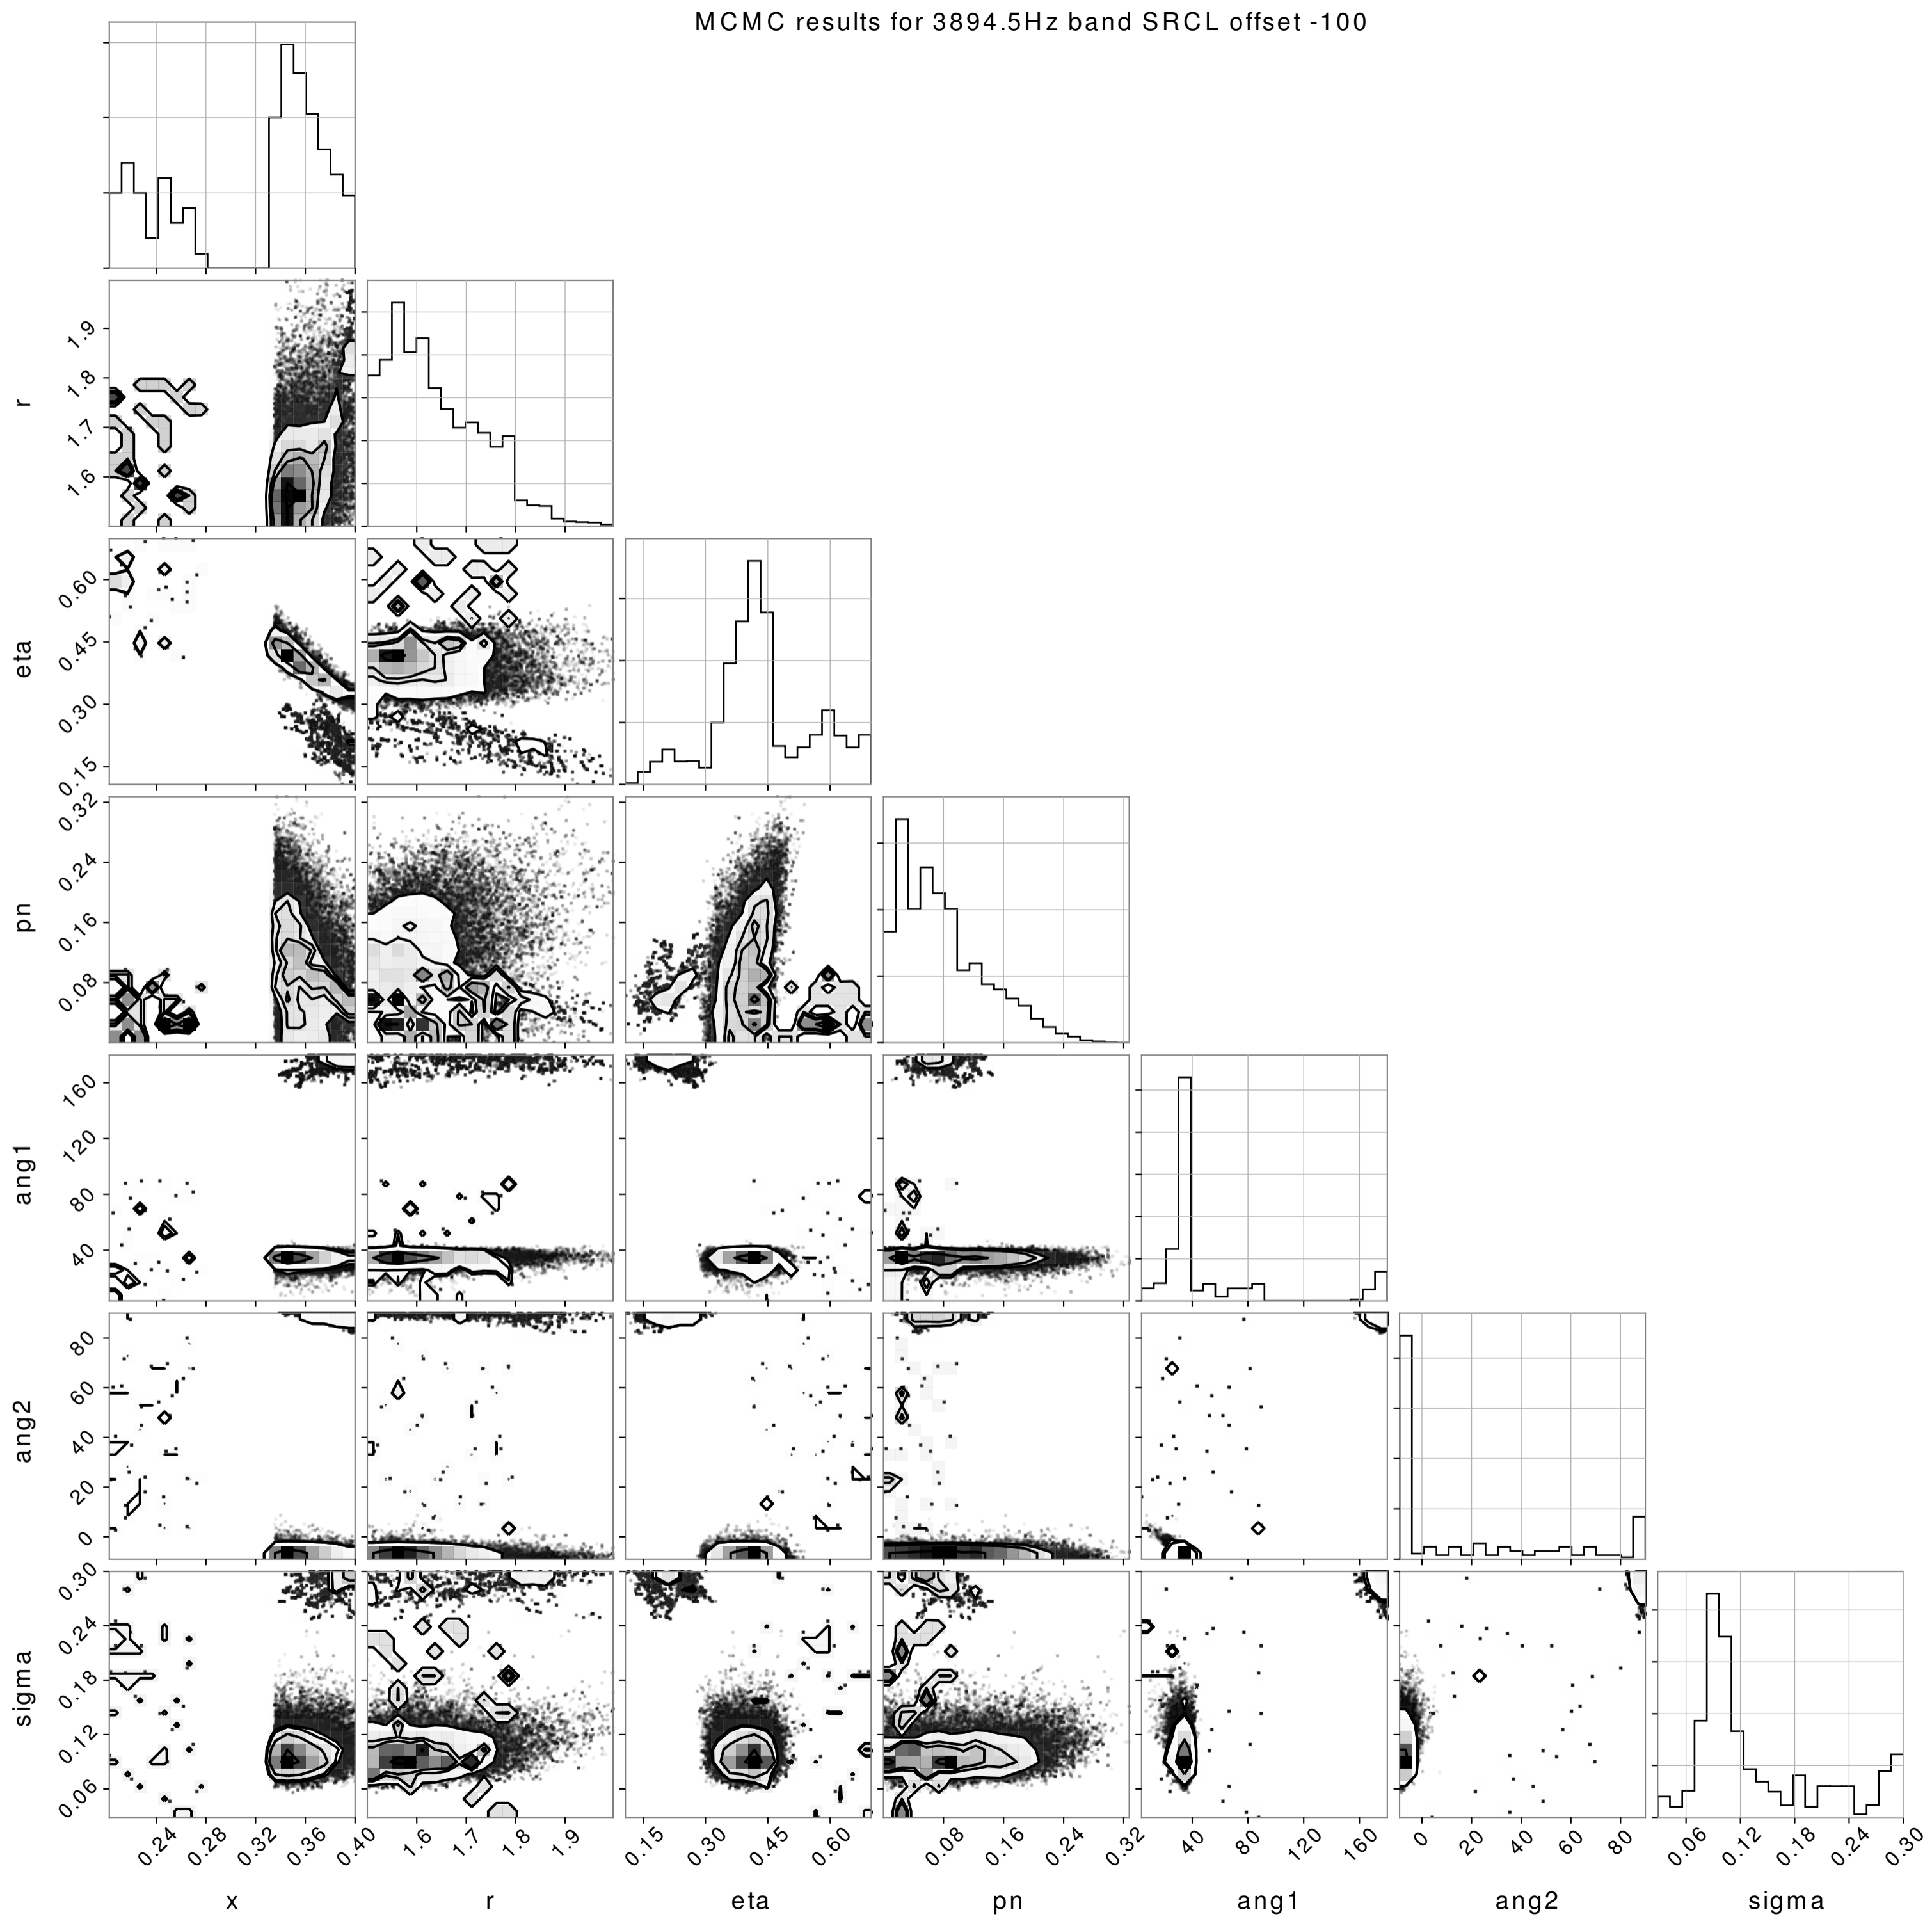 MCMC results for 3894.5Hz band SRCL offset -100
r
1.9
1.8
1.7
1.6
eta
0.60
0.45
0.30
0.15
pn
0.32
0.24
0.16
0.08
ang1
160
120
80
40
ang2
80
60
40
20
0
sigma
0.30
0.24
0.18
0.12
0.06
0.24 0.28 0.32 0.36 0.40 1.6 1.7 1.8 1.9 0.15 0.30 0.45 0.60 0.08 0.16 0.24 0.32 40 80 120 160 0 20 40 60 80 0.06 0.12 0.18 0.24 0.30
x r eta pn ang1 ang2 sigma